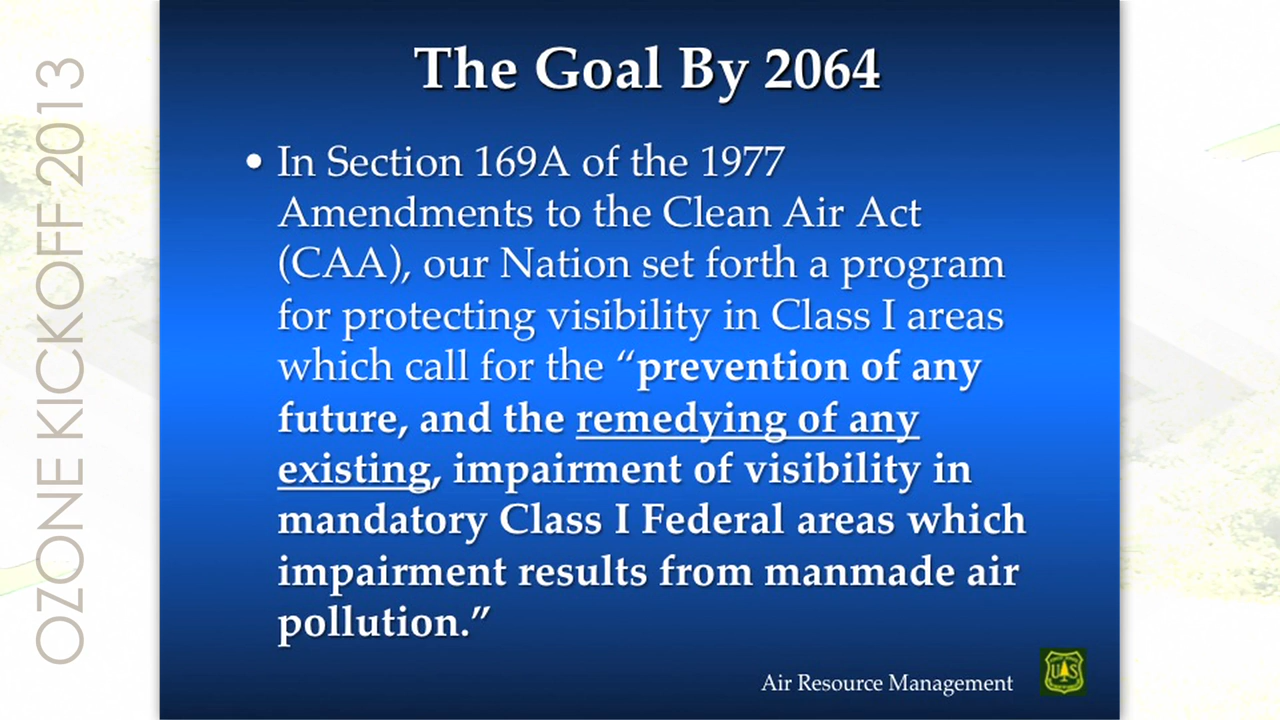 OZONE KICKOFF 2013
The Goal By 2064
• In Section 169A of the 1977
Amendments to the Clean Air Act
(CAA), our Nation set forth a program
for protecting visibility in Class I areas
which call for the “prevention of any
future, and the remedying of any
existing, impairment of visibility in
mandatory Class I Federal areas which
impairment results from manmade air
pollution.”
Air Resource Management
U S